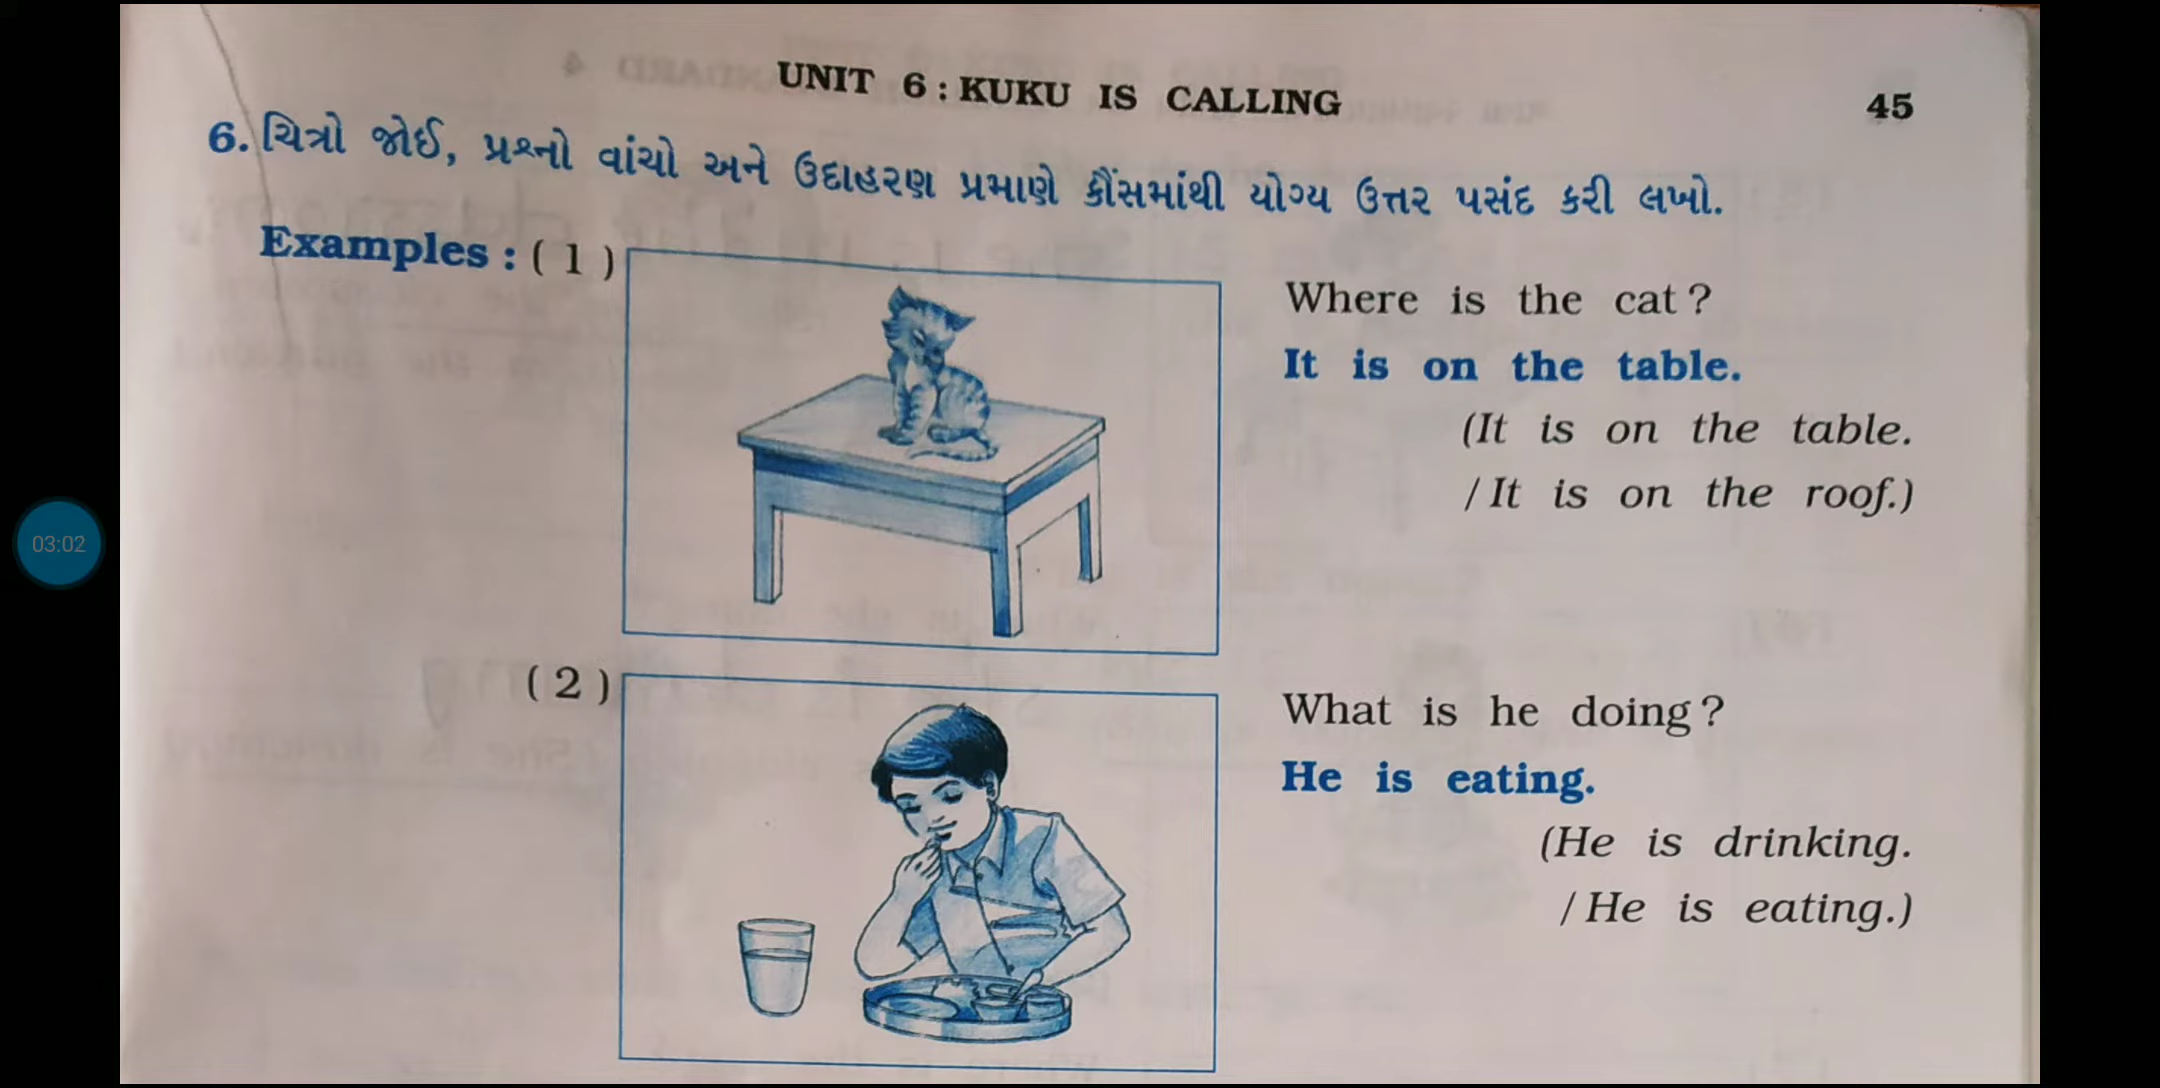 UNIT 6 : KUKU IS CALLING 45
6. ચિત્રો જોઈ, પ્રશ્નો વાંચો અને ઉદાહરણ પ્રમાણે કૌંસમાંથી યોગ્ય ઉત્તર પસંદ કરી લખો.
Examples : ( 1 )
Where is the cat ?
It is on the table.
(It is on the table.
/ It is on the roof.)
03:02
( 2 )
What is he doing ?
He is eating.
(He is drinking.
/ He is eating.)